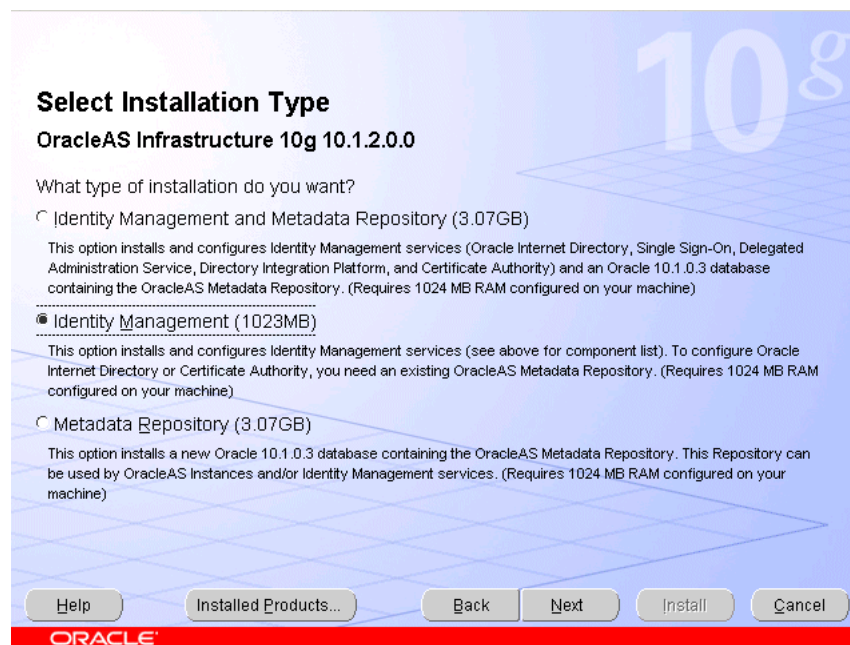 10g
Select Installation Type
OracleAS Infrastructure 10g 10.1.2.0.0
What type of installation do you want?
Identity Management and Metadata Repository (3.07GB)
This option installs and configures Identity Management services (Oracle Internet Directory, Single Sign-On, Delegated
Administration Service, Directory Integration Platform, and Certificate Authority) and an Oracle 10.1.0.3 database
containing the OracleAS Metadata Repository. (Requires 1024 MB RAM configured on your machine)
Identity Management (1023MB)
This option installs and configures Identity Management services (see above for component list). To configure Oracle
Internet Directory or Certificate Authority, you need an existing OracleAS Metadata Repository. (Requires 1024 MB RAM
configured on your machine)
Metadata Repository (3.07GB)
This option installs a new Oracle 10.1.0.3 database containing the OracleAS Metadata Repository. This Repository can
be used by OracleAS Instances and/or Identity Management services. (Requires 1024 MB RAM configured on your
machine)
Help Installed Products... Back Next Install Cancel
ORACLE